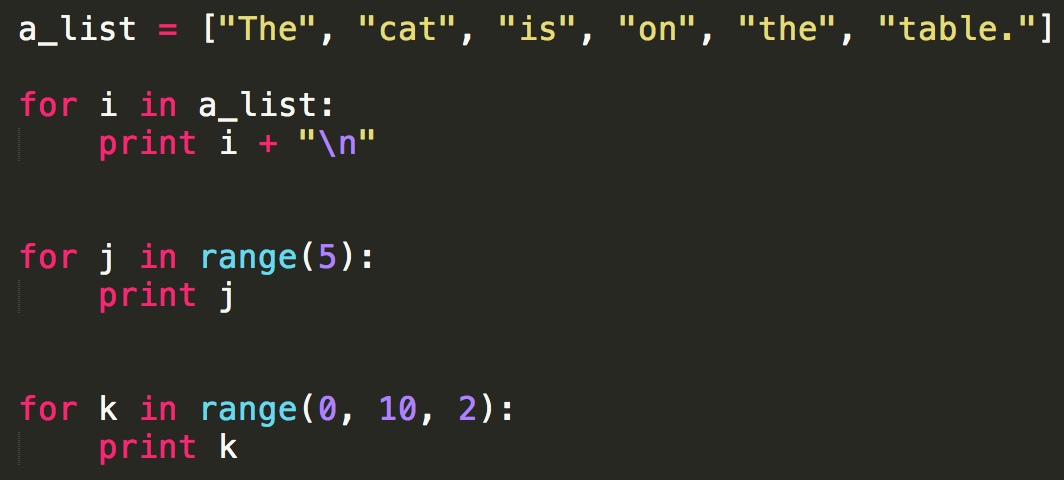 a_list = ["The", "cat", "is", "on", "the", "table."]
for i in a_list:
    print i + "\n"
for j in range(5):
    print j
for k in range(0, 10, 2):
    print k